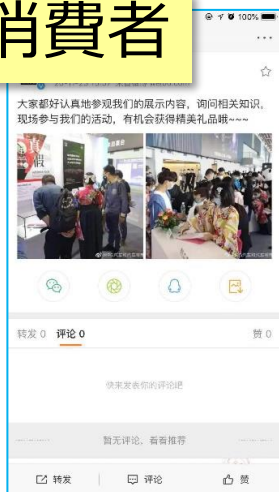 消費者
100%
大家都好认真地参观我们的展示内容，询问相关知识，
现场参与我们的活动，有机会获得精美礼品哦~~~
转发 0 评论 0 赞 0
快来发表你的评论吧
暂无评论，看看推荐
转发 评论 赞